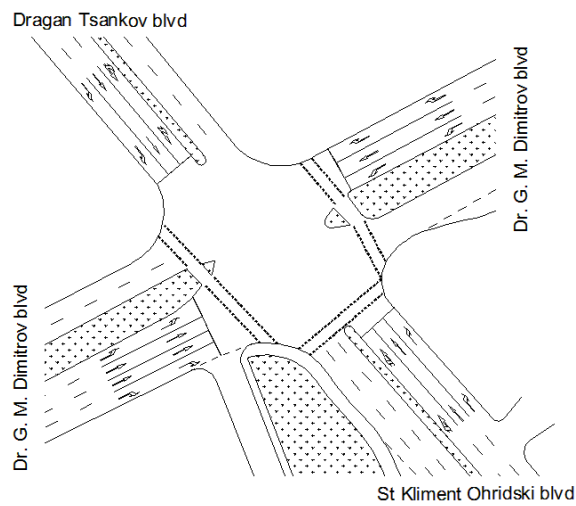 Dragan Tsankov blvd
Dr. G. M. Dimitrov blvd
Dr. G. M. Dimitrov blvd
St Kliment Ohridski blvd